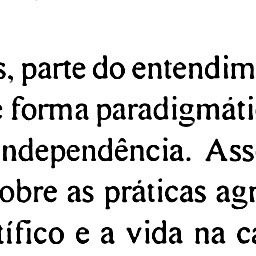 s, parte do entendim
e forma paradigmáti
ndependência. Ass
obre as práticas agr
tífico e a vida na ca